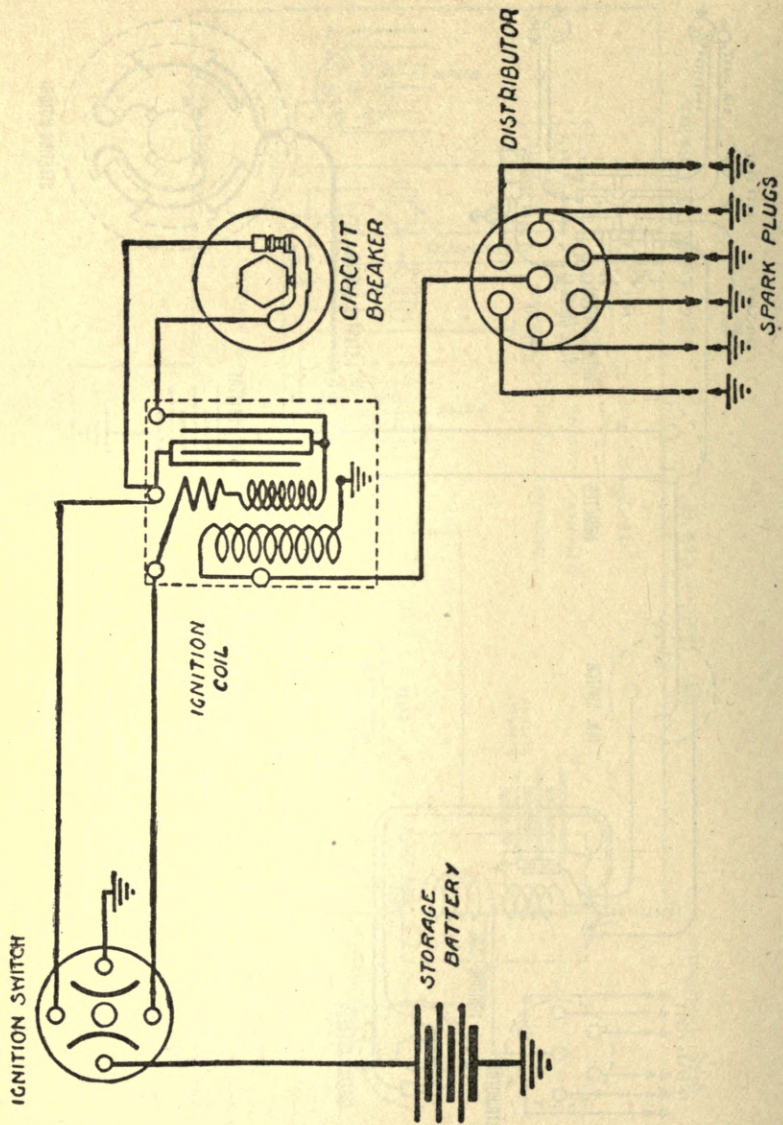 IGNITION SWITCH
STORAGE
BATTERY
IGNITION
COIL
CIRCUIT
BREAKER
DISTRIBUTOR
SPARK PLUGS